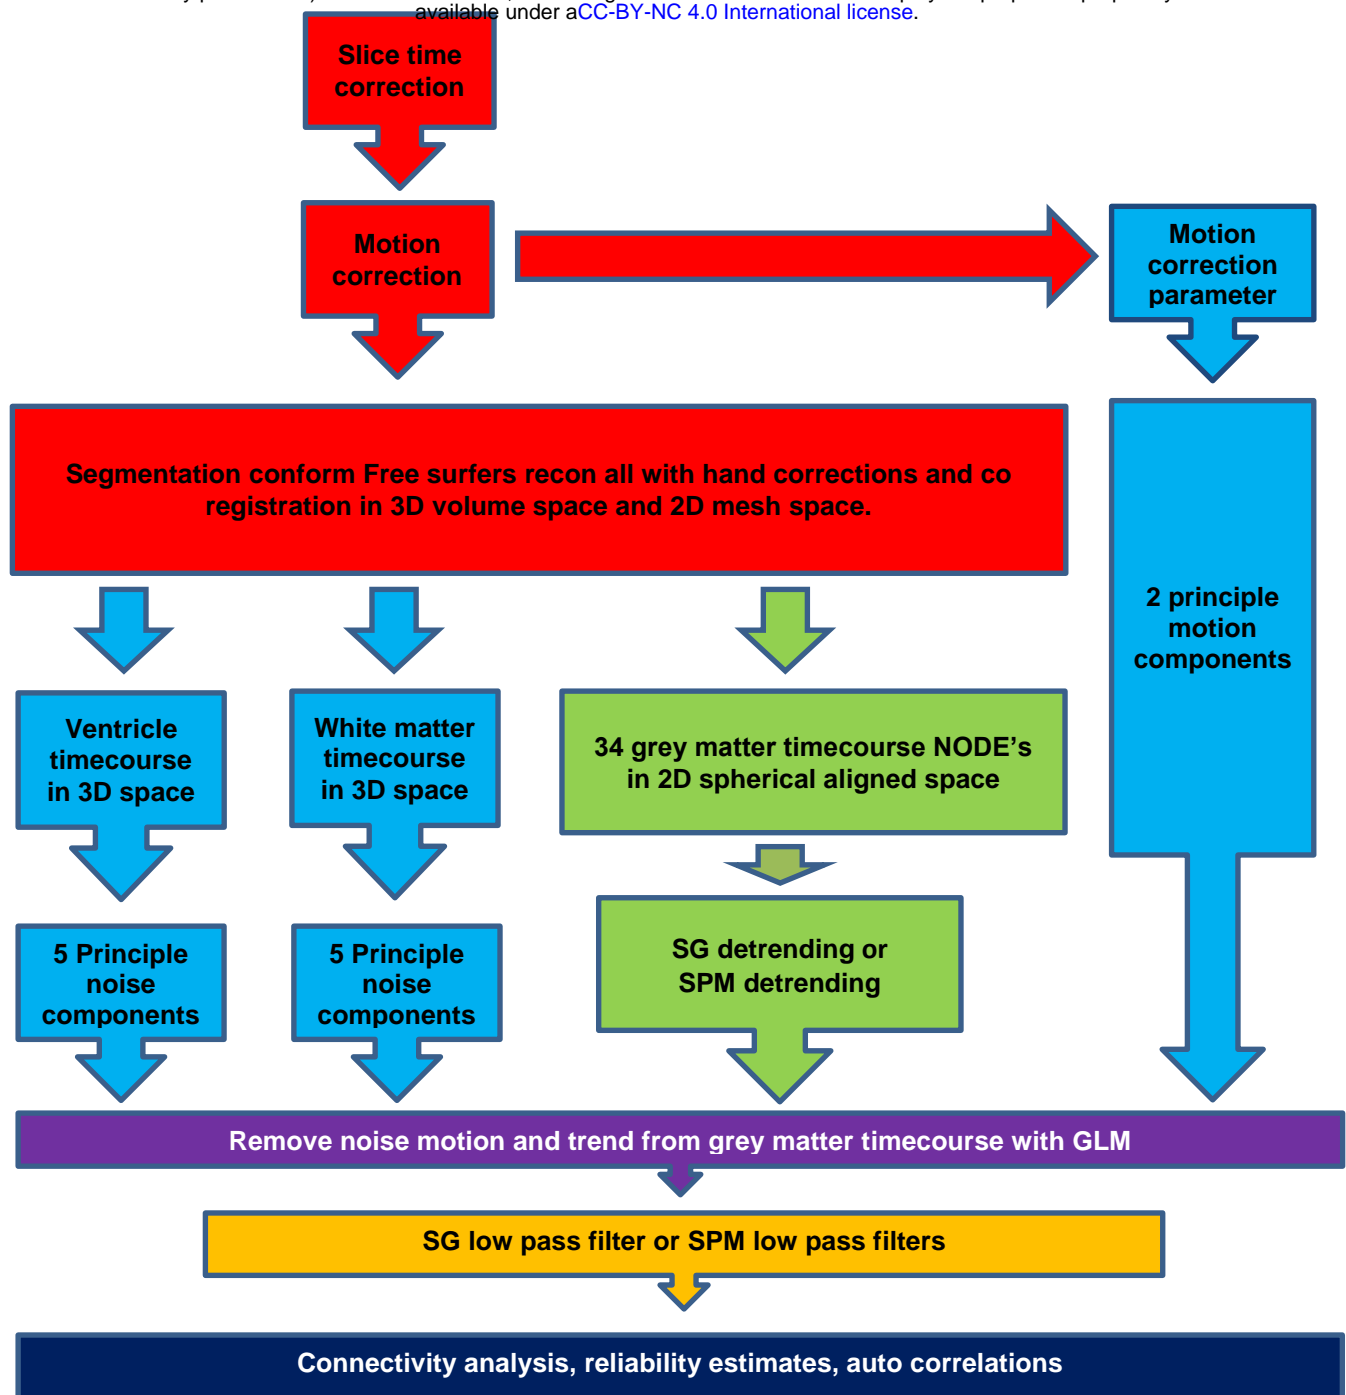 available under aCC-BY-NC 4.0 International license.
Slice time
correction
Motion
correction
Motion
correction
parameter
Segmentation conform Free surfers recon all with hand corrections and co
registration in 3D volume space and 2D mesh space.
2 principle
motion
components
Ventricle
timecourse
in 3D space
White matter
timecourse
in 3D space
34 grey matter timecourse NODE’s
in 2D spherical aligned space
5 Principle
noise
components
5 Principle
noise
components
SG detrending or
SPM detrending
Remove noise motion and trend from grey matter timecourse with GLM
SG low pass filter or SPM low pass filters
Connectivity analysis, reliability estimates, auto correlations